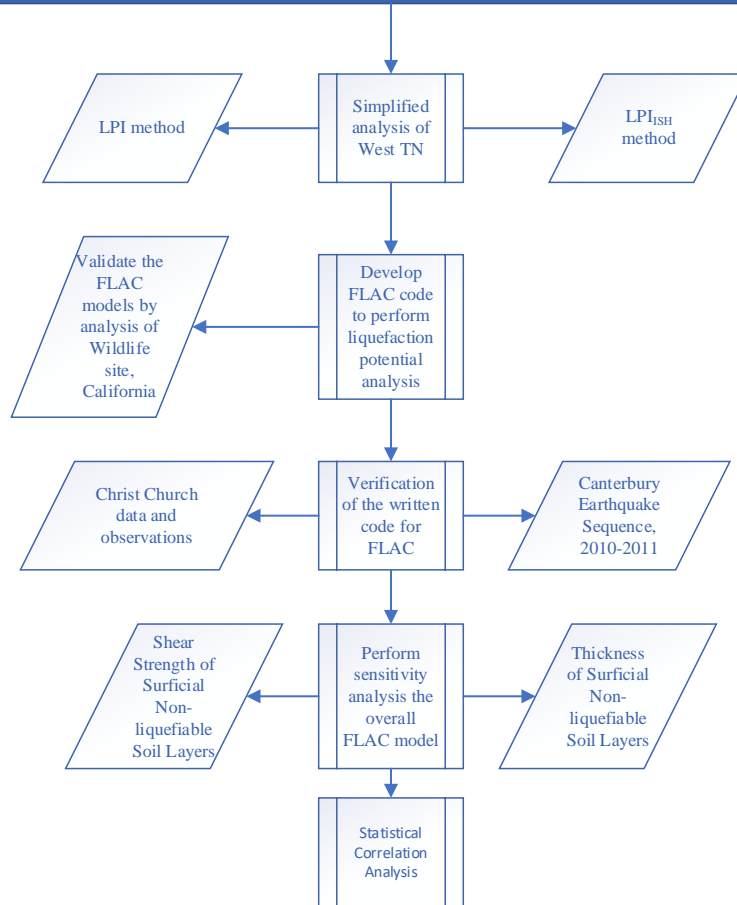 LPI method
Simplified
analysis of
West TN
LPI_ISH
method
Validate the
FLAC
models by
analysis of
Wildlife
site,
California
Develop
FLAC code
to perform
liquefaction
potential
analysis
Christ Church
data and
observations
Verification
of the written
code for
FLAC
Canterbury
Earthquake
Sequence,
2010-2011
Shear
Strength of
Surficial
Non-
liquefiable
Soil Layers
Perform
sensitivity
analysis the
overall
FLAC model
Thickness
of Surficial
Non-
liquefiable
Soil Layers
Statistical
Correlation
Analysis